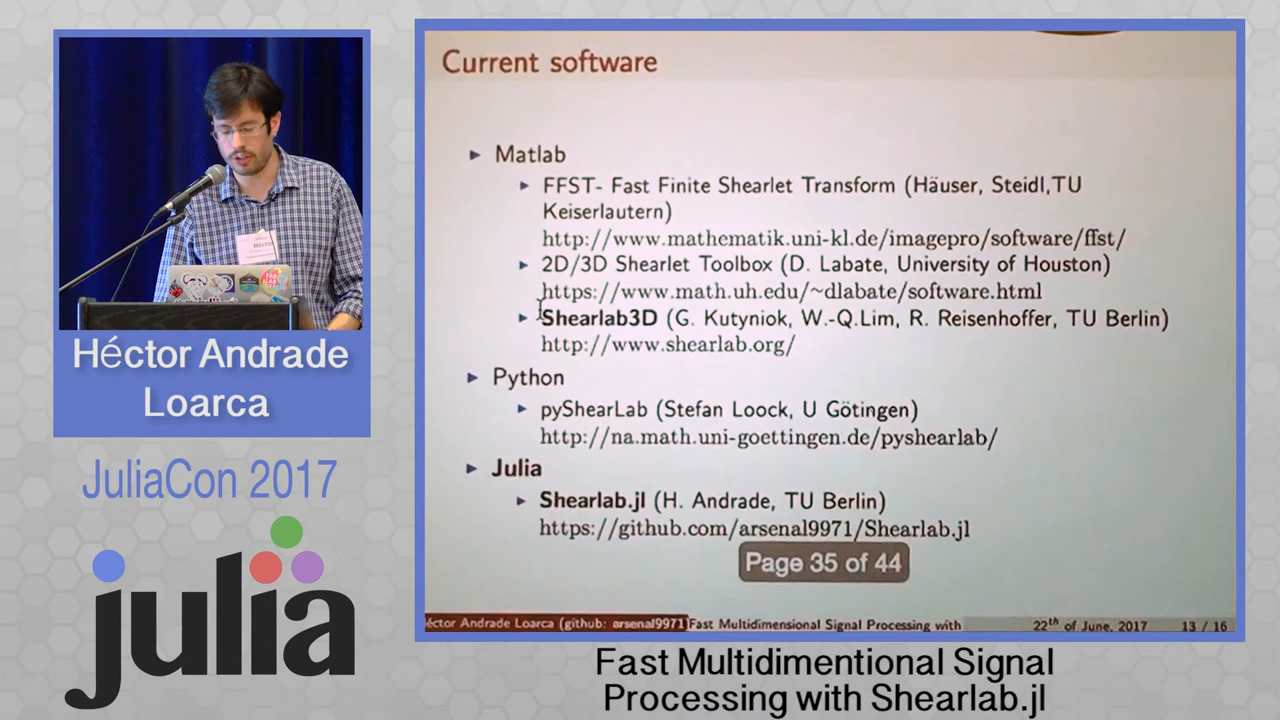 Current software
Matlab
FFST- Fast Finite Shearlet Transform (Häuser, Steidl,TU
Keiserlautern)
http://www.mathematik.uni-kl.de/imagepro/software/ffst/
2D/3D Shearlet Toolbox (D. Labate, University of Houston)
https://www.math.uh.edu/~dlabate/software.html
Shearlab3D (G. Kutyniok, W.-Q.Lim, R. Reisenhoffer, TU Berlin)
http://www.shearlab.org/
Python
pyShearLab (Stefan Loock, U Götingen)
http://na.math.uni-goettingen.de/pyshearlab/
Julia
Shearlab.jl (H. Andrade, TU Berlin)
https://github.com/arsenal9971/Shearlab.jl
Page 35 of 44
éctor Andrade Loarca (github: arsenal9971) Fast Multidimensional Signal Processing with 22th of June, 2017 13 / 16
Héctor
Héctor Andrade
Loarca
JuliaCon 2017
julia
Fast Multidimentional Signal
Processing with Shearlab.jl